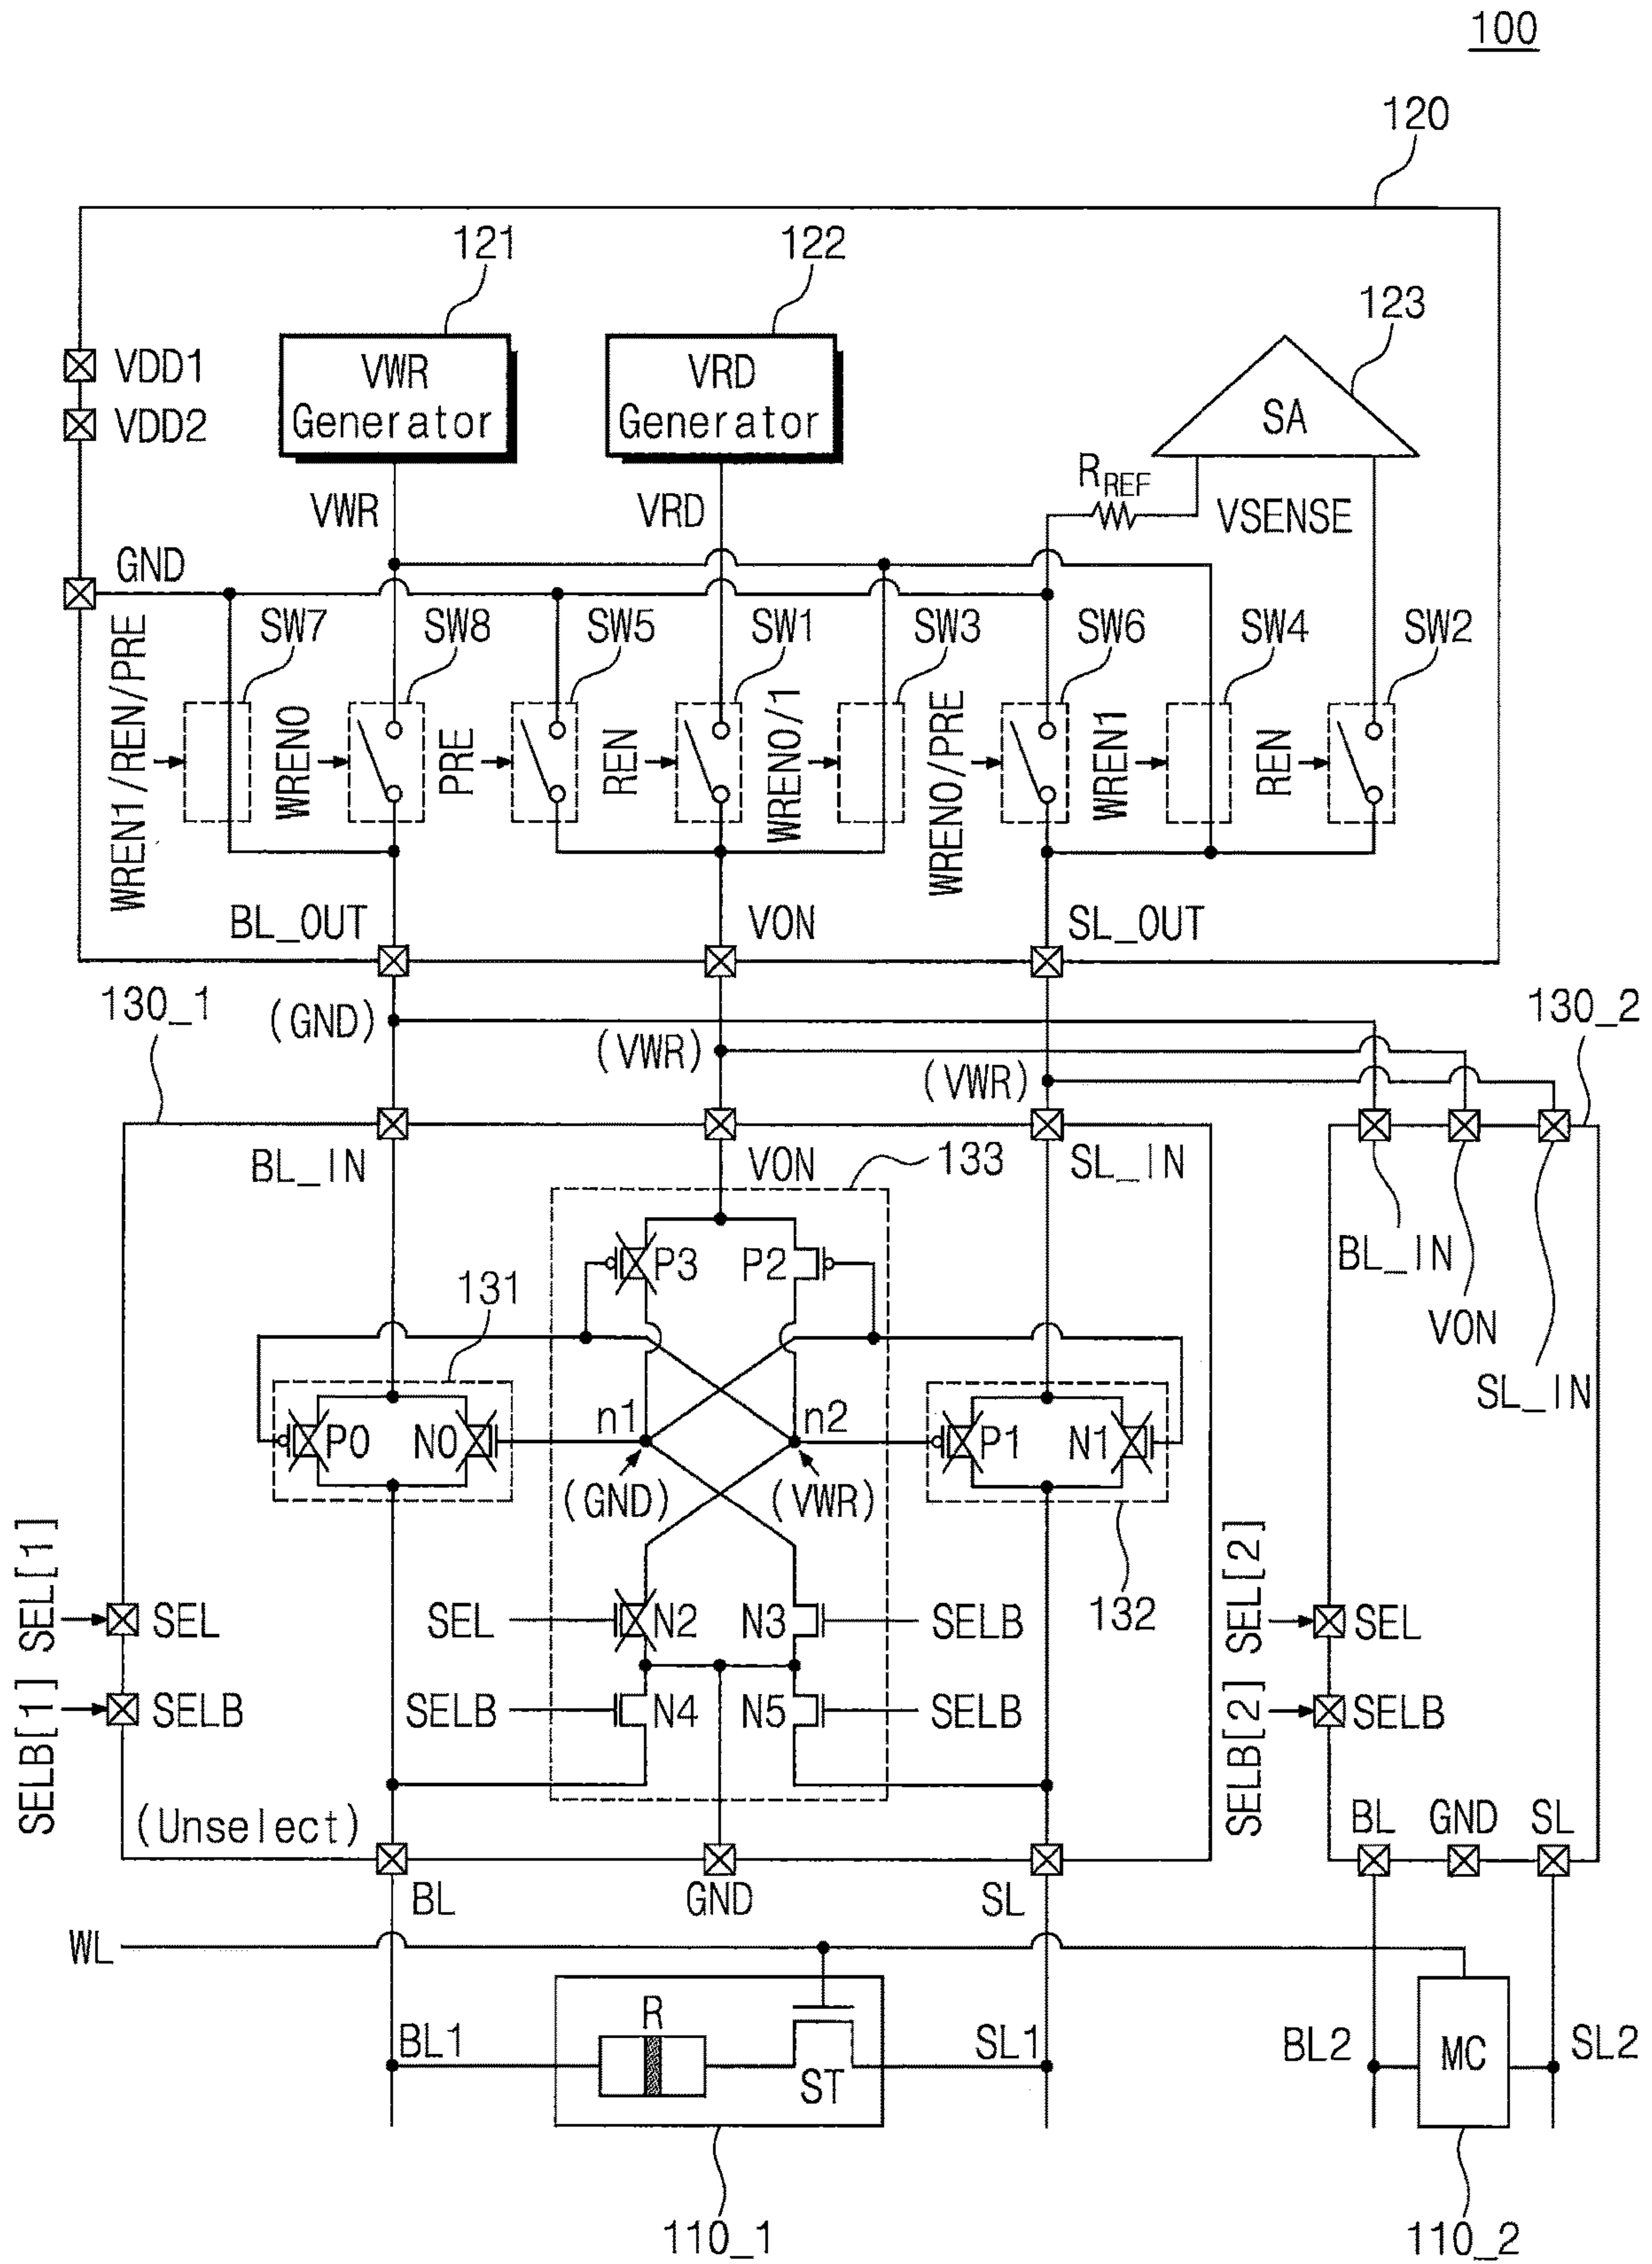 100
120
121
122
123
VWR
Generator
VRD
Generator
SA
VDD1
VDD2
RREF
VWR
VRD
VSENSE
GND
SW7
SW8
SW5
SW1
SW3
SW6
SW4
SW2
WREN1/REN/PRE
WREN0
PRE
REN
WREN0/1
WREN0/PRE
WREN1
REN
BL_OUT
VON
SL_OUT
130_1
(GND)
(VWR)
(VWR)
130_2
BL_IN
VON
133
SL_IN
BL_IN
VON
SL_IN
P3
P2
131
P0
N0
n1
n2
P1
N1
(GND)
(VWR)
132
SEL[1]
SEL
SEL
N2
N3
SELB
SEL[2]
SEL
SELB[1]
SELB
SELB
N4
N5
SELB
SELB[2]
SELB
(Unselect)
BL
GND
SL
BL
GND
SL
WL
R
BL1
ST
SL1
BL2
MC
SL2
110_1
110_2